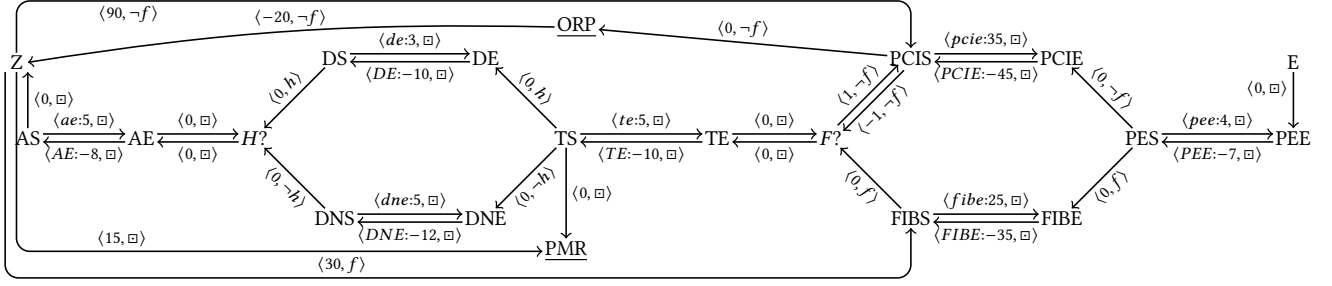 ⟨90, ¬f⟩
⟨−20, ¬f⟩
ORP
⟨0, ¬f⟩
Z
DS
⟨de:3, ⊡⟩
⟨DE:−10, ⊡⟩
DE
PCIS
⟨pcie:35, ⊡⟩
⟨PCIE:−45, ⊡⟩
PCIE
E
⟨0, ⊡⟩
⟨0, h⟩
⟨0, h⟩
⟨1, ¬f⟩
⟨−1, ¬f⟩
⟨0, ¬f⟩
⟨0, ⊡⟩
AS
⟨ae:5, ⊡⟩
⟨AE:−8, ⊡⟩
AE
⟨0, ⊡⟩
⟨0, ⊡⟩
H?
TS
⟨te:5, ⊡⟩
⟨TE:−10, ⊡⟩
TE
⟨0, ⊡⟩
⟨0, ⊡⟩
F?
PES
⟨pee:4, ⊡⟩
⟨PEE:−7, ⊡⟩
PEE
⟨0, ¬h⟩
⟨0, ¬h⟩
⟨0, ⊡⟩
⟨0, f⟩
⟨0, f⟩
DNS
⟨dne:5, ⊡⟩
⟨DNE:−12, ⊡⟩
DNE
FIBS
⟨fibe:25, ⊡⟩
⟨FIBE:−35, ⊡⟩
FIBE
⟨15, ⊡⟩
PMR
⟨30, f⟩